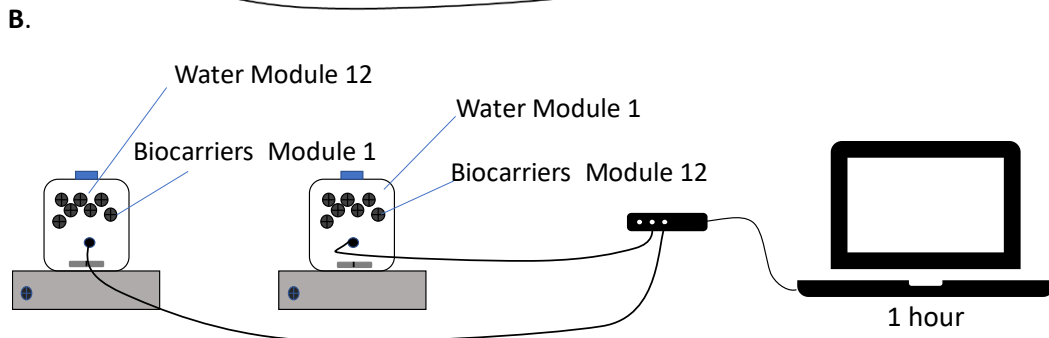 B.
Water Module 12
Water Module 1
Biocarriers  Module 1
Biocarriers  Module 12
1 hour